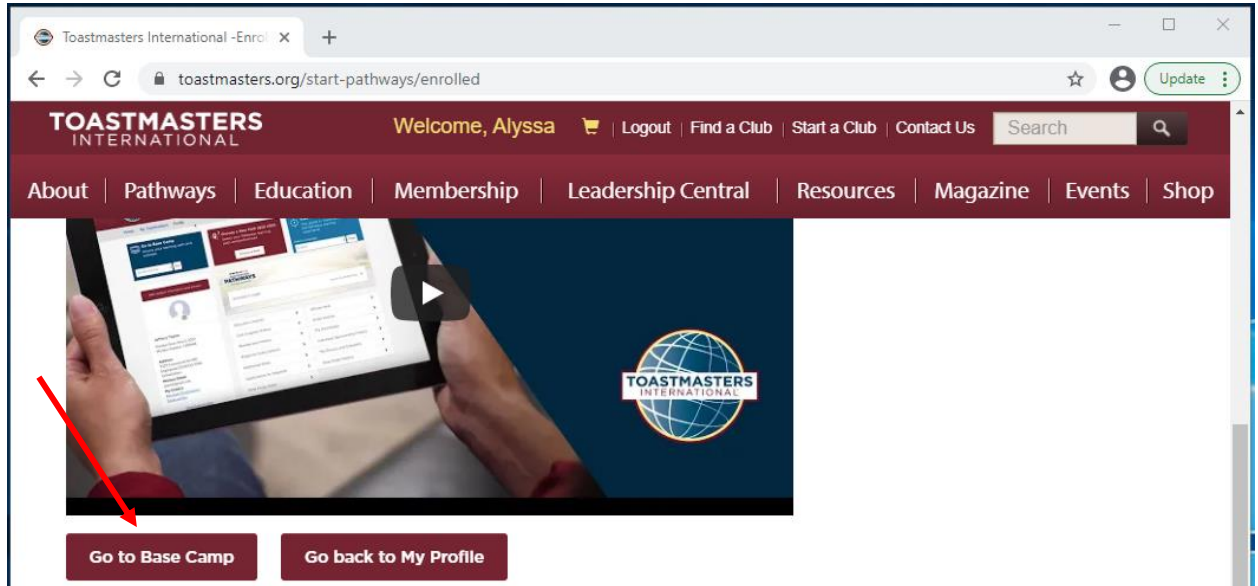 Toastmasters International -Enrol
toastmasters.org/start-pathways/enrolled
Update
TOASTMASTERS
INTERNATIONAL
Welcome, Alyssa | Logout | Find a Club | Start a Club | Contact Us
Search
About | Pathways | Education | Membership | Leadership Central | Resources | Magazine | Events | Shop
PATHWAYS
TOASTMASTERS
INTERNATIONAL
Go to Base Camp
Go back to My Profile